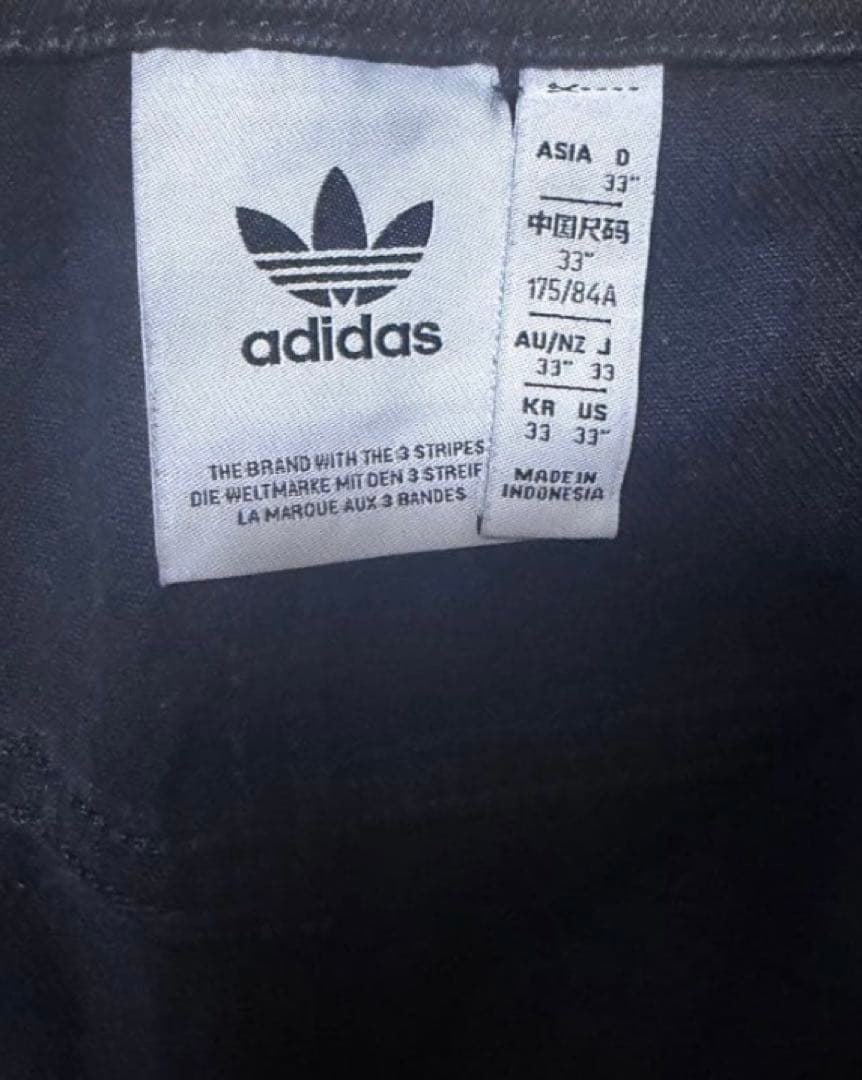 adidas
THE BRAND WITH THE 3 STRIPES
DIE WELTMARKE MIT DEN 3 STREIF
LA MARQUE AUX 3 BANDES
ASIA D
33"
中国尺码
33"
175/84A
AU/NZ J
33" 33
KR US
33 33"
MADE IN
INDONESIA